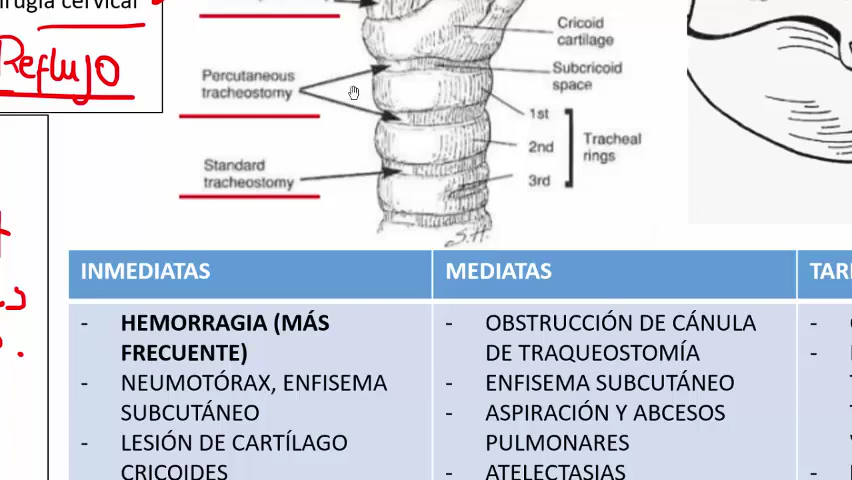 irugía cervical
Reflujo
Cricoid
cartilage
Percutaneous
tracheostomy
Subcricoid
space
1st
2nd
3rd
Tracheal
rings
Standard
tracheostomy
S.H.
INMEDIATAS
- HEMORRAGIA (MÁS
FRECUENTE)
- NEUMOTÓRAX, ENFISEMA
SUBCUTÁNEO
- LESIÓN DE CARTÍLAGO
CRICOIDES
MEDIATAS
- OBSTRUCCIÓN DE CÁNULA
DE TRAQUEOSTOMÍA
- ENFISEMA SUBCUTÁNEO
- ASPIRACIÓN Y ABCESOS
PULMONARES
- ATELECTASIAS
TARI